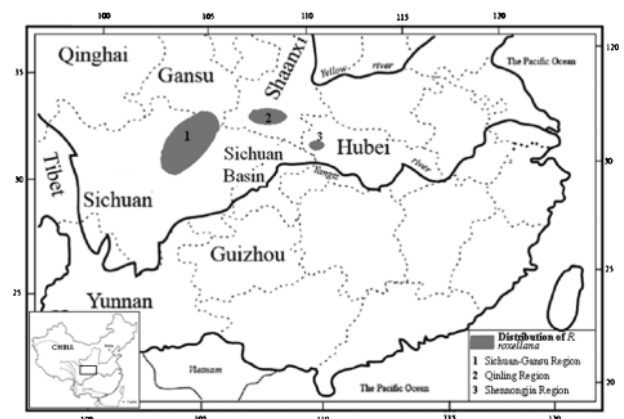 100 105 110 115 120
Qinghai
Gansu
Shaanxi
Yellow river
The Pacific Ocean
120
35
1
2
3
Hubei
Sichuan
Basin
Yangzi
river
Tibet
30
Sichuan
Guizhou
25
25
Yunnan
CHINA
Vietnam
The Pacific Ocean
Distribution of R
roxellana
1 Sichuan-Gansu Region
2 Qinling Region
3 Shennongjia Region
20
105 110 115 120